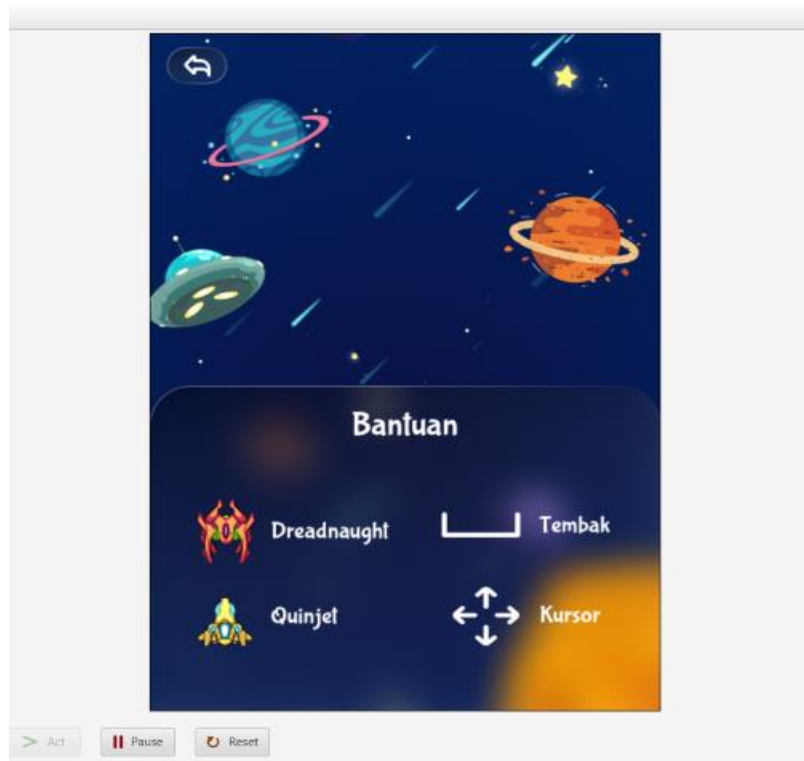 Bantuan
Dreadnaught
Tembak
Quinjet
Kursor
Act
Pause
Reset